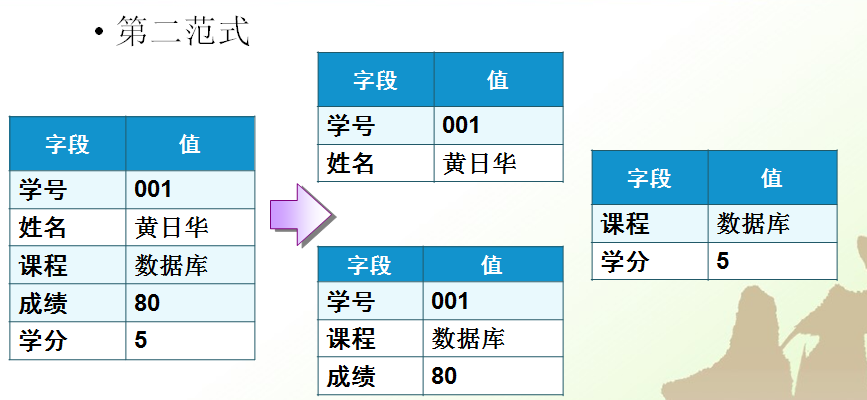 • 第二范式
字段 值
学号 001
姓名 黄日华
课程 数据库
成绩 80
学分 5
字段 值
学号 001
姓名 黄日华
字段 值
学号 001
课程 数据库
成绩 80
字段 值
课程 数据库
学分 5